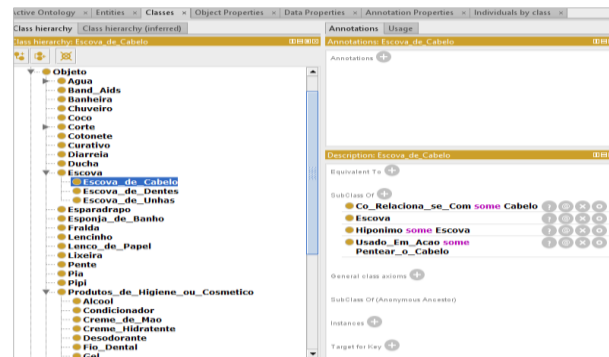 Active Ontology × Entities × Classes × Object Properties × Data Properties × Annotation Properties × Individuals by class ×
Class hierarchy Class hierarchy (inferred)
Class hierarchy: Escova_de_Cabelo
Objeto
Agua
Band_Aids
Banheira
Chuveiro
Coco
Corte
Cotonete
Curativo
Diarreia
Ducha
Escova
Escova_de_Cabelo
Escova_de_Dentes
Escova_de_Unhas
Esparadrapo
Esponja_de_Banho
Fralda
Lencinho
Lenco_de_Papel
Lixeira
Pente
Pia
Pipi
Produtos_de_Higiene_ou_Cosmetico
Alcool
Condicionador
Creme_de_Mao
Creme_Hidratante
Desodorante
Fio_Dental
Gel
Annotations Usage
Annotations: Escova_de_Cabelo
Annotations
Description: Escova_de_Cabelo
Equivalent To
SubClass Of
Co_Relaciona_se_Com some Cabelo
Escova
Hiponimo some Escova
Usado_Em_Acao some
Pentear_o_Cabelo
General class axioms
SubClass Of (Anonymous Ancestor)
Instances
Target for Key